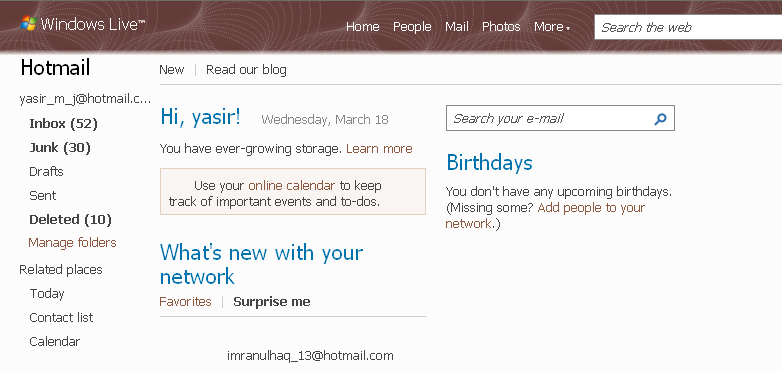 Windows Live™
Home People Mail Photos More
Search the web
Hotmail
New | Read our blog
yasir_m_j@hotmail.c...
Inbox (52)
Junk (30)
Drafts
Sent
Deleted (10)
Manage folders
Related places
Today
Contact list
Calendar
Hi, yasir! Wednesday, March 18
You have ever-growing storage. Learn more
Use your online calendar to keep
track of important events and to-dos.
What's new with your
network
Favorites | Surprise me
imranulhaq_13@hotmail.com
Search your e-mail
Birthdays
You don't have any upcoming birthdays.
(Missing some? Add people to your
network.)